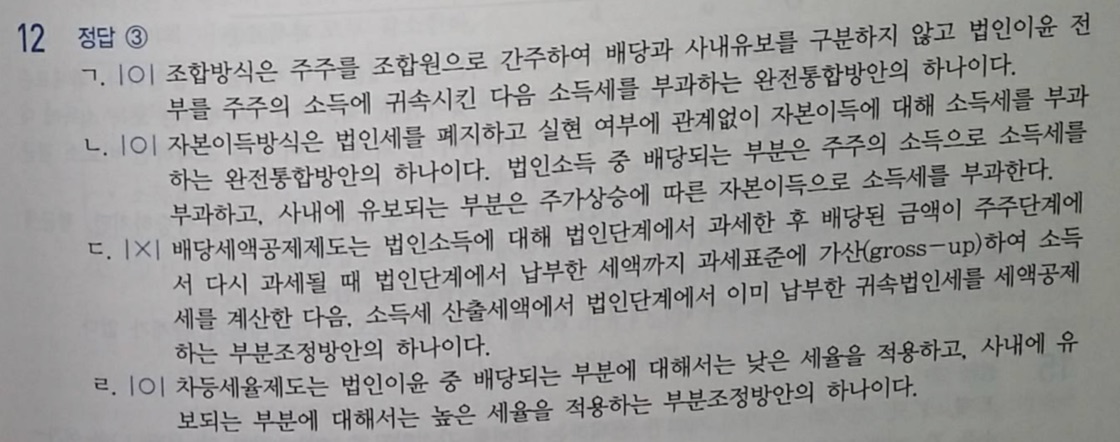 12 정답 ③
ㄱ. |O| 조합방식은 주주를 조합원으로 간주하여 배당과 사내유보를 구분하지 않고 법인이윤 전
부를 주주의 소득에 귀속시킨 다음 소득세를 부과하는 완전통합방안의 하나이다.
ㄴ. |O| 자본이득방식은 법인세를 폐지하고 실현 여부에 관계없이 자본이득에 대해 소득세를 부과
하는 완전통합방안의 하나이다. 법인소득 중 배당되는 부분은 주주의 소득으로 소득세를
부과하고, 사내에 유보되는 부분은 주가상승에 따른 자본이득으로 소득세를 부과한다.
ㄷ. |X| 배당세액공제제도는 법인소득에 대해 법인단계에서 과세한 후 배당된 금액이 주주단계에
서 다시 과세될 때 법인단계에서 납부한 세액까지 과세표준에 가산(gross-up)하여 소득
세를 계산한 다음, 소득세 산출세액에서 법인단계에서 이미 납부한 귀속법인세를 세액공제
하는 부분조정방안의 하나이다.
ㄹ. |O| 차등세율제도는 법인이윤 중 배당되는 부분에 대해서는 낮은 세율을 적용하고, 사내에 유
보되는 부분에 대해서는 높은 세율을 적용하는 부분조정방안의 하나이다.